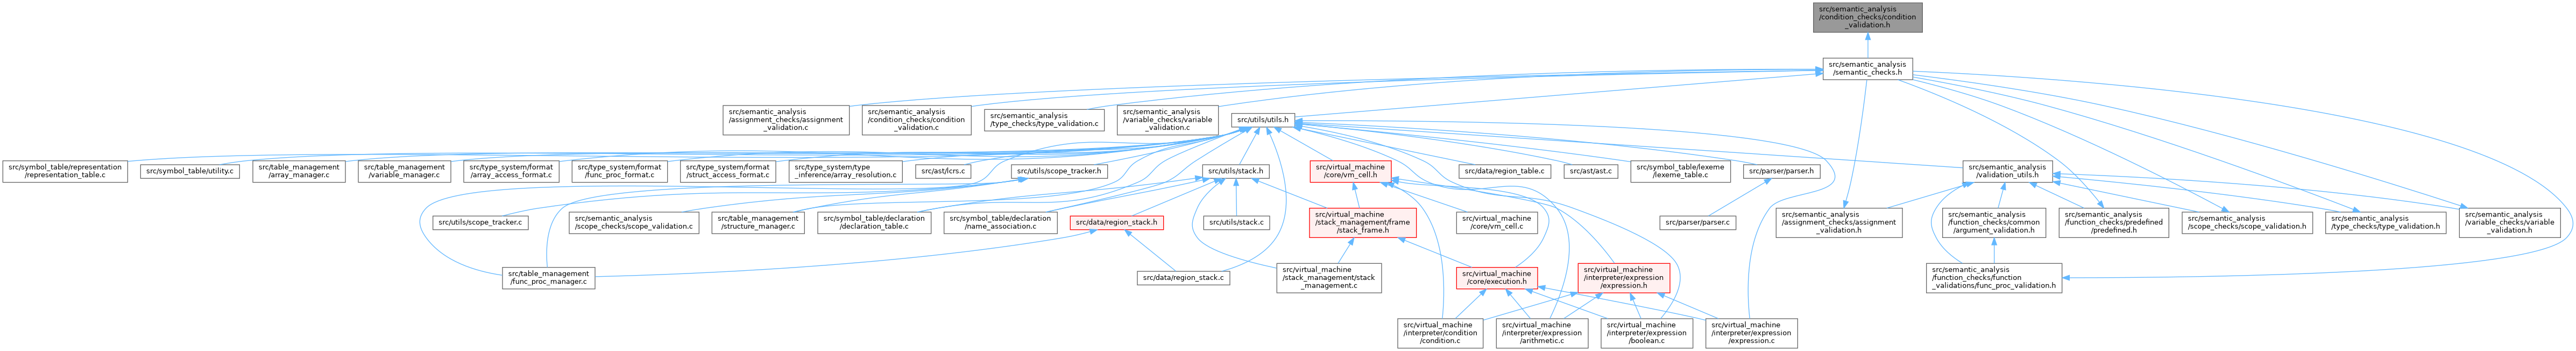 src/semantic_analysis
/condition_checks/condition
_validation.h
src/semantic_analysis
/semantic_checks.h
src/semantic_analysis
/assignment_checks/assignment
_validation.c
src/semantic_analysis
/condition_checks/condition
_validation.c
src/semantic_analysis
/type_checks/type_validation.c
src/semantic_analysis
/variable_checks/variable
_validation.c
src/utils/utils.h
src/symbol_table/representation
/representation_table.c
src/symbol_table/utility.c
src/table_management
/array_manager.c
src/table_management
/variable_manager.c
src/type_system/format
/array_access_format.c
src/type_system/format
/func_proc_format.c
src/type_system/format
/struct_access_format.c
src/type_system/type
_inference/array_resolution.c
src/ast/lcrs.c
src/utils/scope_tracker.h
src/utils/stack.h
src/virtual_machine
/core/vm_cell.h
src/data/region_table.c
src/ast/ast.c
src/symbol_table/lexeme
/lexeme_table.c
src/parser/parser.h
src/semantic_analysis
/validation_utils.h
src/utils/scope_tracker.c
src/semantic_analysis
/scope_checks/scope_validation.c
src/table_management
/structure_manager.c
src/symbol_table/declaration
/declaration_table.c
src/symbol_table/declaration
/name_association.c
src/data/region_stack.h
src/utils/stack.c
src/virtual_machine
/stack_management/frame
/stack_frame.h
src/virtual_machine
/core/vm_cell.c
src/parser/parser.c
src/semantic_analysis
/assignment_checks/assignment
_validation.h
src/semantic_analysis
/function_checks/common
/argument_validation.h
src/semantic_analysis
/function_checks/predefined
/predefined.h
src/semantic_analysis
/scope_checks/scope_validation.h
src/semantic_analysis
/type_checks/type_validation.h
src/semantic_analysis
/variable_checks/variable
_validation.h
src/table_management
/func_proc_manager.c
src/data/region_stack.c
src/virtual_machine
/stack_management/stack
_management.c
src/virtual_machine
/core/execution.h
src/virtual_machine
/interpreter/expression
/expression.h
src/semantic_analysis
/function_checks/function
_validations/func_proc_validation.h
src/virtual_machine
/interpreter/condition
/condition.c
src/virtual_machine
/interpreter/expression
/arithmetic.c
src/virtual_machine
/interpreter/expression
/boolean.c
src/virtual_machine
/interpreter/expression
/expression.c